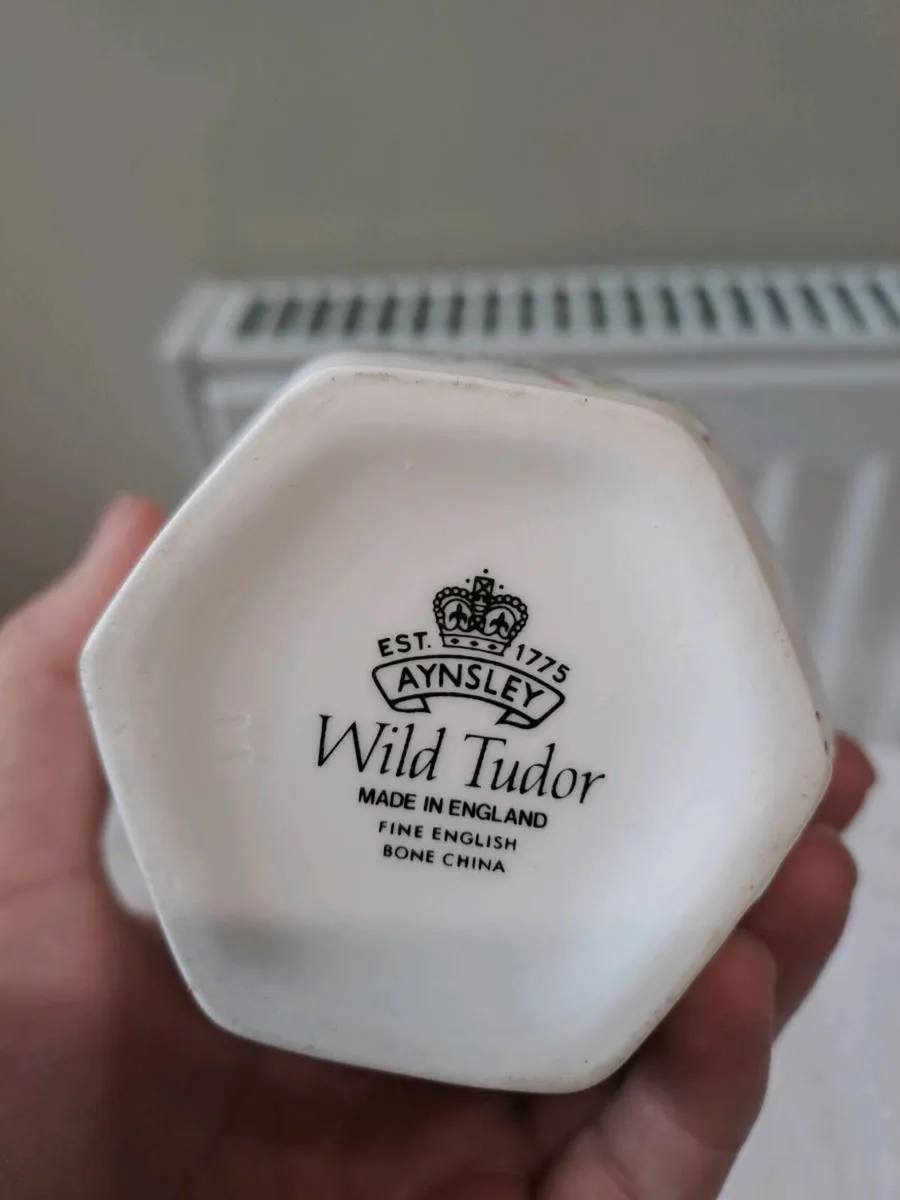 EST. 1775
AYNSLEY
Wild Tudor
MADE IN ENGLAND
FINE ENGLISH
BONE CHINA